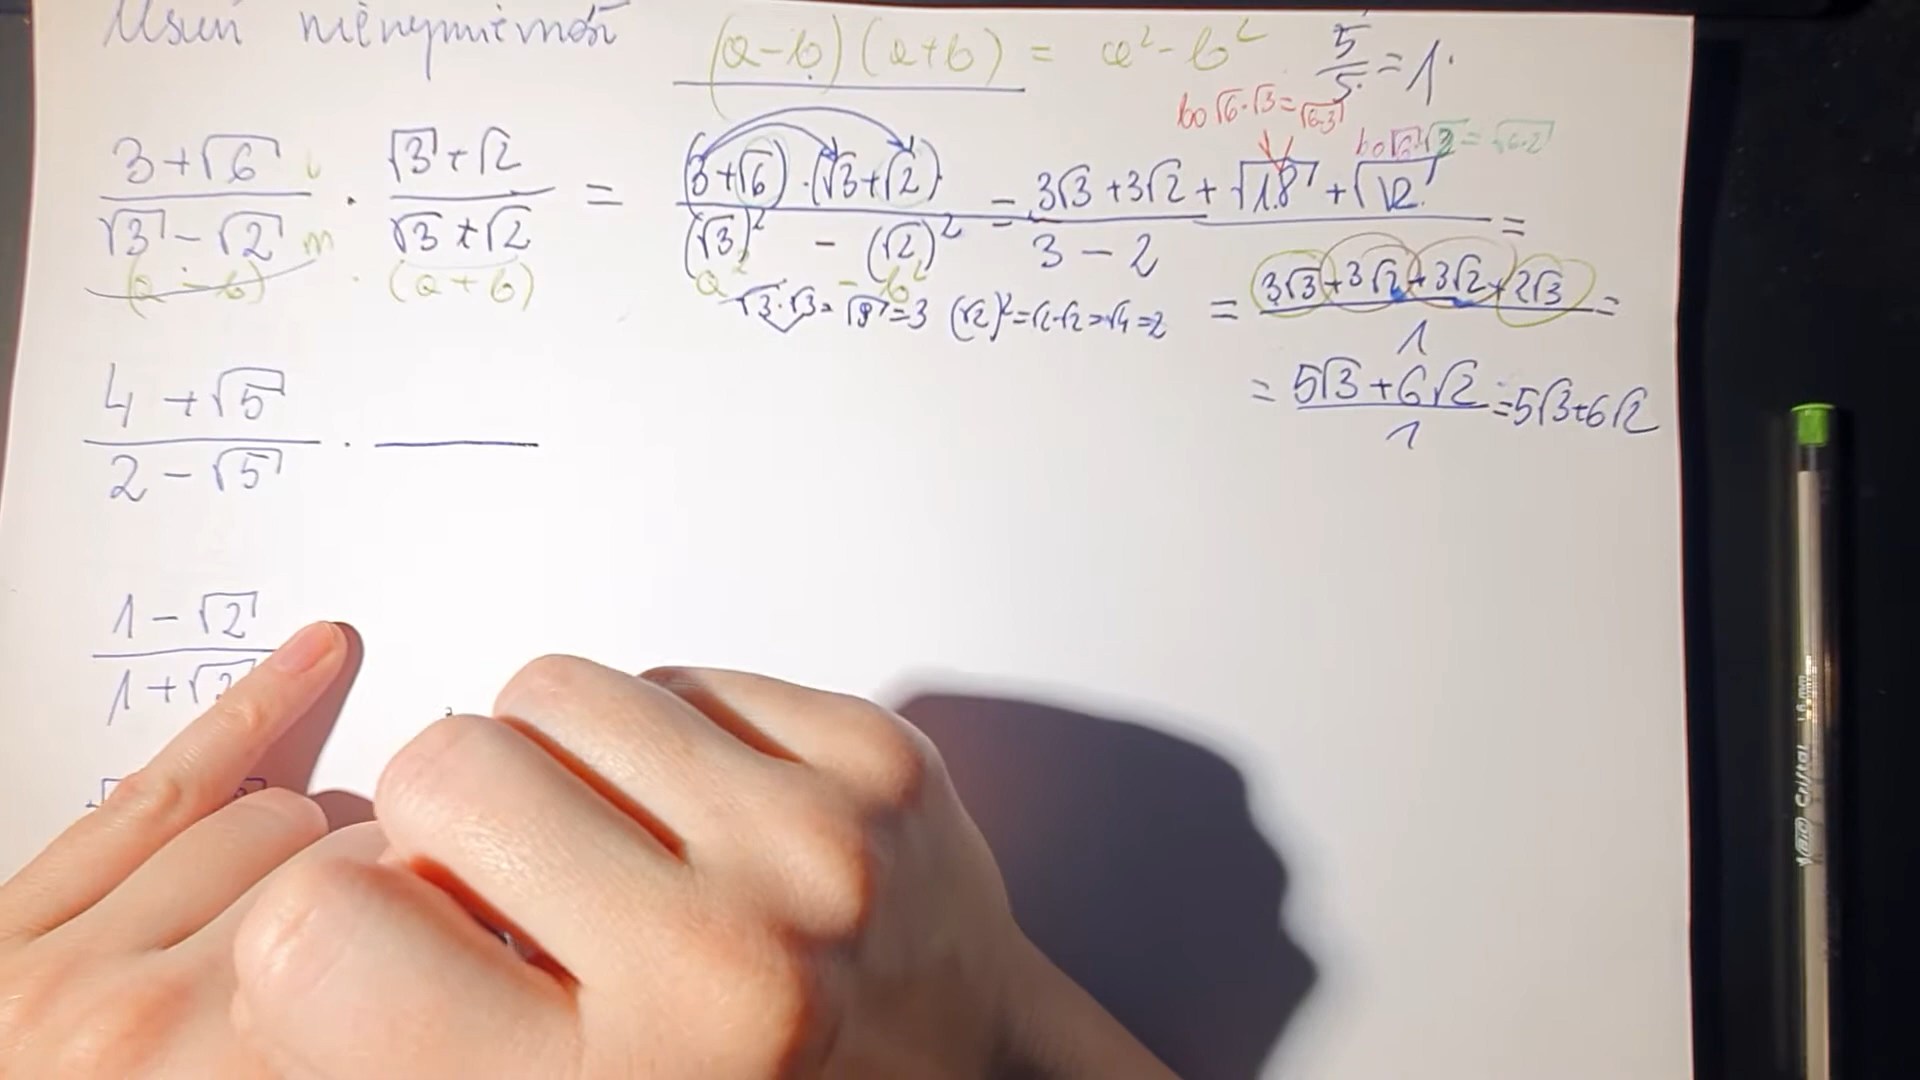 Usuń niewymierność
(a-b)(a+b) = a²-b²
5/5 = 1
bo √6·√3=√6·3
(3+√6)/(√3-√2) · (√3+√2)/(√3+√2) = ((3+√6)·(√3+√2))/((√3)² - (√2)²) = (3√3+3√2+√18+√12)/(3-2) =
(a-b) · (a+b)
a² - b²
√3·√3=√9=3 (√2)²=√2·√2=√4=2
= (3√3+3√2+3√2+2√3)/1 =
= (5√3+6√2)/1 = 5√3+6√2
(4+√5)/(2-√5) ·
1-√2
1+√2
Cristal 1.6 mm